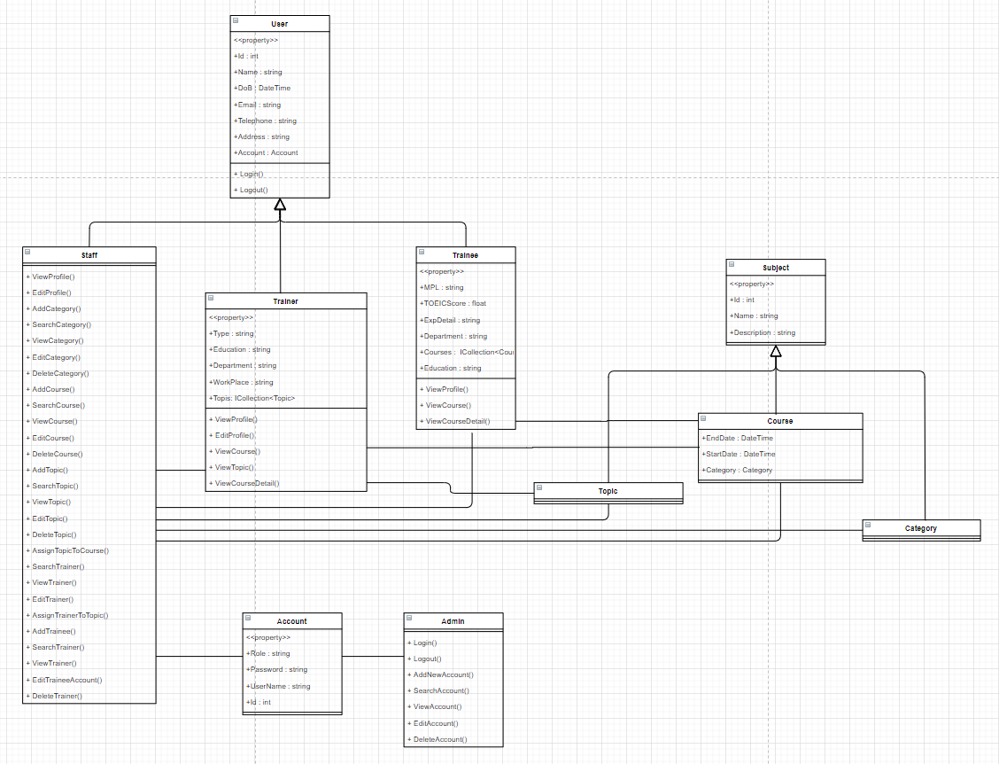 User
<<property>>
+Id : int
+Name : string
+DoB : DateTime
+Email : string
+Telephone : string
+Address : string
+Account : Account
+ Login()
+ Logout()
Staff
+ ViewProfile()
+ EditProfile()
+ AddCategory()
+ SearchCategory()
+ ViewCategory()
+ EditCategory()
+ DeleteCategory()
+ AddCourse()
+ SearchCourse()
+ ViewCourse()
+ EditCourse()
+ DeleteCourse()
+ AddTopic()
+ SearchTopic()
+ ViewTopic()
+ EditTopic()
+ DeleteTopic()
+ AssignTopicToCourse()
+ SearchTrainer()
+ ViewTrainer()
+ EditTrainer()
+ AssignTrainerToTopic()
+ AddTrainee()
+ SearchTrainer()
+ ViewTrainer()
+ EditTraineeAccount()
+ DeleteTrainer()
Trainer
<<property>>
+Type : string
+Education : string
+Department : string
+WorkPlace : string
+Topis: ICollection<Topic>
+ ViewProfile()
+ EditProfile()
+ ViewCourse()
+ ViewTopic()
+ ViewCourseDetail()
Trainee
<<property>>
+MPL : string
+TOEICScore : float
+ExpDetail : string
+Department : string
+Courses : ICollection<Cou
+Education : string
+ ViewProfile()
+ ViewCourse()
+ ViewCourseDetail()
Subject
<<property>>
+Id : int
+Name : string
+Description : string
Course
+EndDate : DateTime
+StartDate : DateTime
+Category : Category
Topic
Category
Account
<<property>>
+Role : string
+Password : string
+UserName : string
+Id : int
Admin
+ Login()
+ Logout()
+ AddNewAccount()
+ SearchAccount()
+ ViewAccount()
+ EditAccount()
+ DeleteAccount()